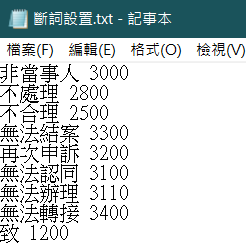 斷詞設置.txt - 記事本
檔案(F) 編輯(E) 格式(O) 檢視(V)
非當事人 3000
不處理 2800
不合理 2500
無法結案 3300
再次申訴 3200
無法認同 3100
無法辦理 3110
無法轉接 3400
致 1200